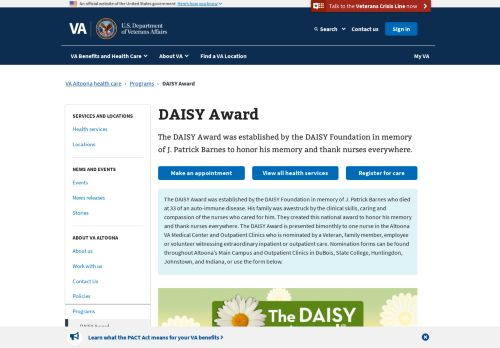 An official website of the United States government Here's how you know
Talk to the Veterans Crisis Line now
VA
U.S. Department
of Veterans Affairs
Search
Contact us
Sign in
VA Benefits and Health Care
About VA
Find a VA Location
My VA
VA Altoona health care › Programs › DAISY Award
SERVICES AND LOCATIONS
Health services
Locations
NEWS AND EVENTS
Events
News releases
Stories
ABOUT VA ALTOONA
About us
Work with us
Contact Us
Policies
Programs
DAISY Award
DAISY Award
The DAISY Award was established by the DAISY Foundation in memory
of J. Patrick Barnes to honor his memory and thank nurses everywhere.
Make an appointment
View all health services
Register for care
The DAISY Award was established by the DAISY Foundation in memory of J. Patrick Barnes who died
at 33 of an auto-immune disease. His family was awestruck by the clinical skills, caring and
compassion of the nurses who cared for him. They created this national award to honor his memory
and thank nurses everywhere. The DAISY Award is presented bimonthly to one nurse in the Altoona
VA Medical Center and Outpatient Clinics who is nominated by a Veteran, family member, employee
or volunteer witnessing extraordinary inpatient or outpatient care. Nomination forms can be found
throughout Altoona's Main Campus and Outpatient Clinics in DuBois, State College, Huntingdon,
Johnstown, and Indiana, or use the form below.
The DAISY
Learn what the PACT Act means for your VA benefits